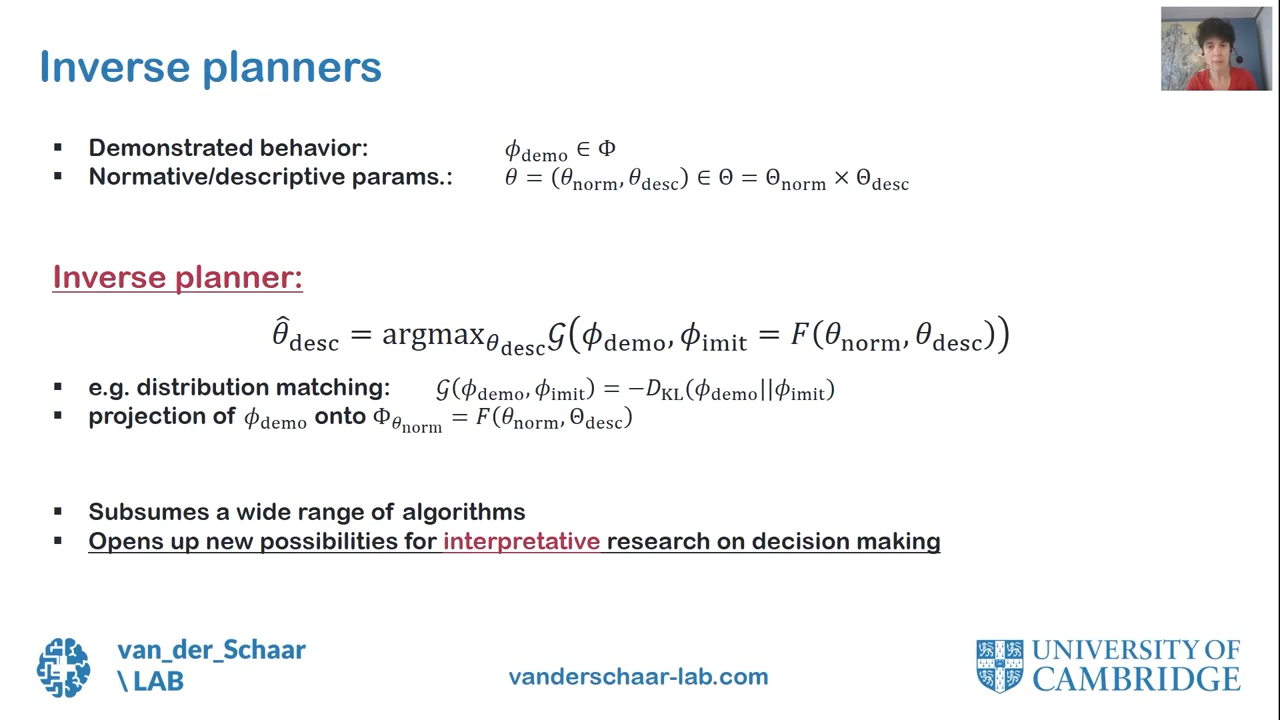 Inverse planners
▪ Demonstrated behavior: ϕ_demo ∈ Φ
▪ Normative/descriptive params.: θ = (θ_norm, θ_desc) ∈ Θ = Θ_norm × Θ_desc
Inverse planner:
θ̂_desc = argmax_θ_desc 𝒢(ϕ_demo, ϕ_imit = F(θ_norm, θ_desc))
▪ e.g. distribution matching: 𝒢(ϕ_demo, ϕ_imit) = −D_KL(ϕ_demo||ϕ_imit)
▪ projection of ϕ_demo onto Φ_θ_norm = F(θ_norm, Θ_desc)
▪ Subsumes a wide range of algorithms
▪ Opens up new possibilities for interpretative research on decision making
van_der_Schaar
\ LAB
vanderschaar-lab.com
UNIVERSITY OF
CAMBRIDGE